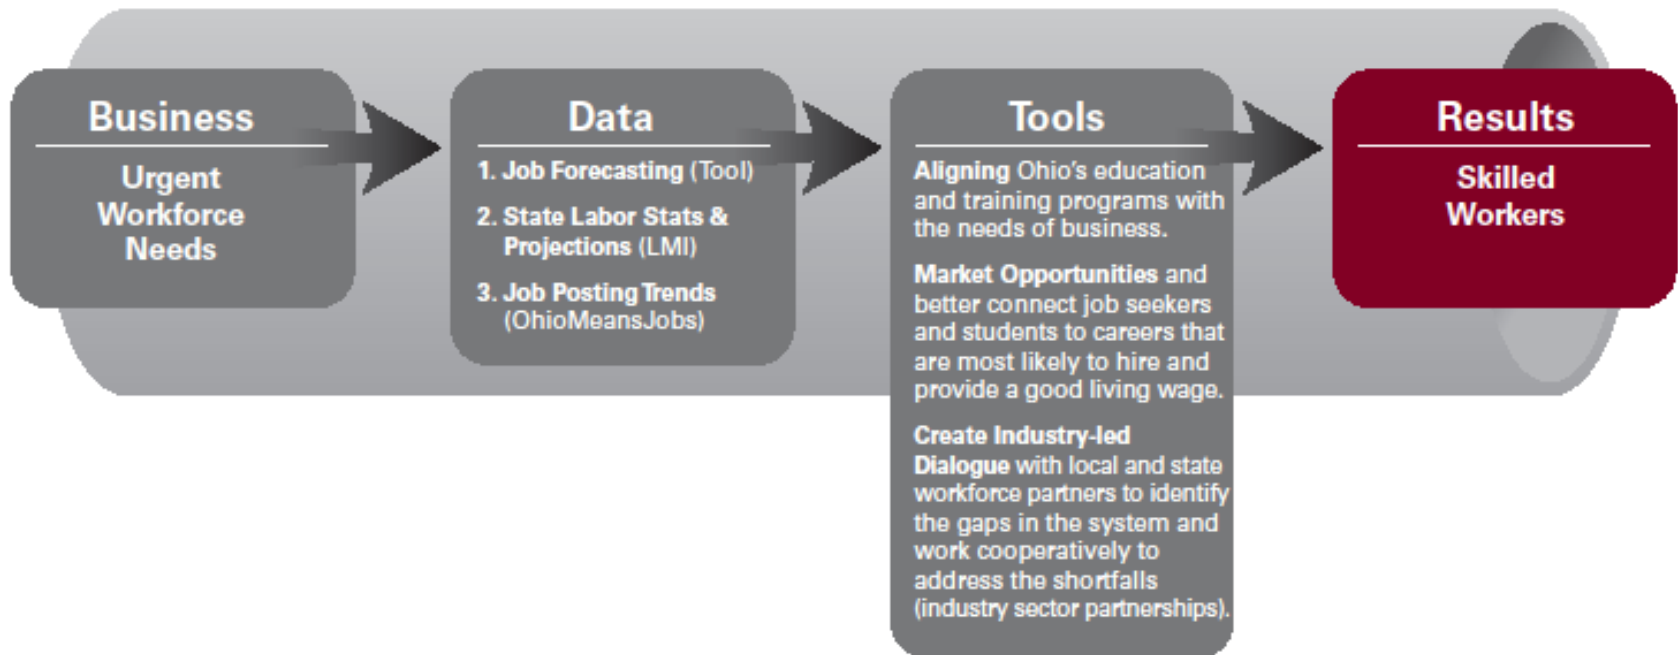 Business
Urgent
Workforce
Needs
Data
1. Job Forecasting (Tool)
2. State Labor Stats &
Projections (LMI)
3. Job Posting Trends
(OhioMeansJobs)
Tools
Aligning Ohio's education
and training programs with
the needs of business.
Market Opportunities and
better connect job seekers
and students to careers that
are most likely to hire and
provide a good living wage.
Create Industry-led
Dialogue with local and state
workforce partners to identify
the gaps in the system and
work cooperatively to
address the shortfalls
(industry sector partnerships).
Results
Skilled
Workers